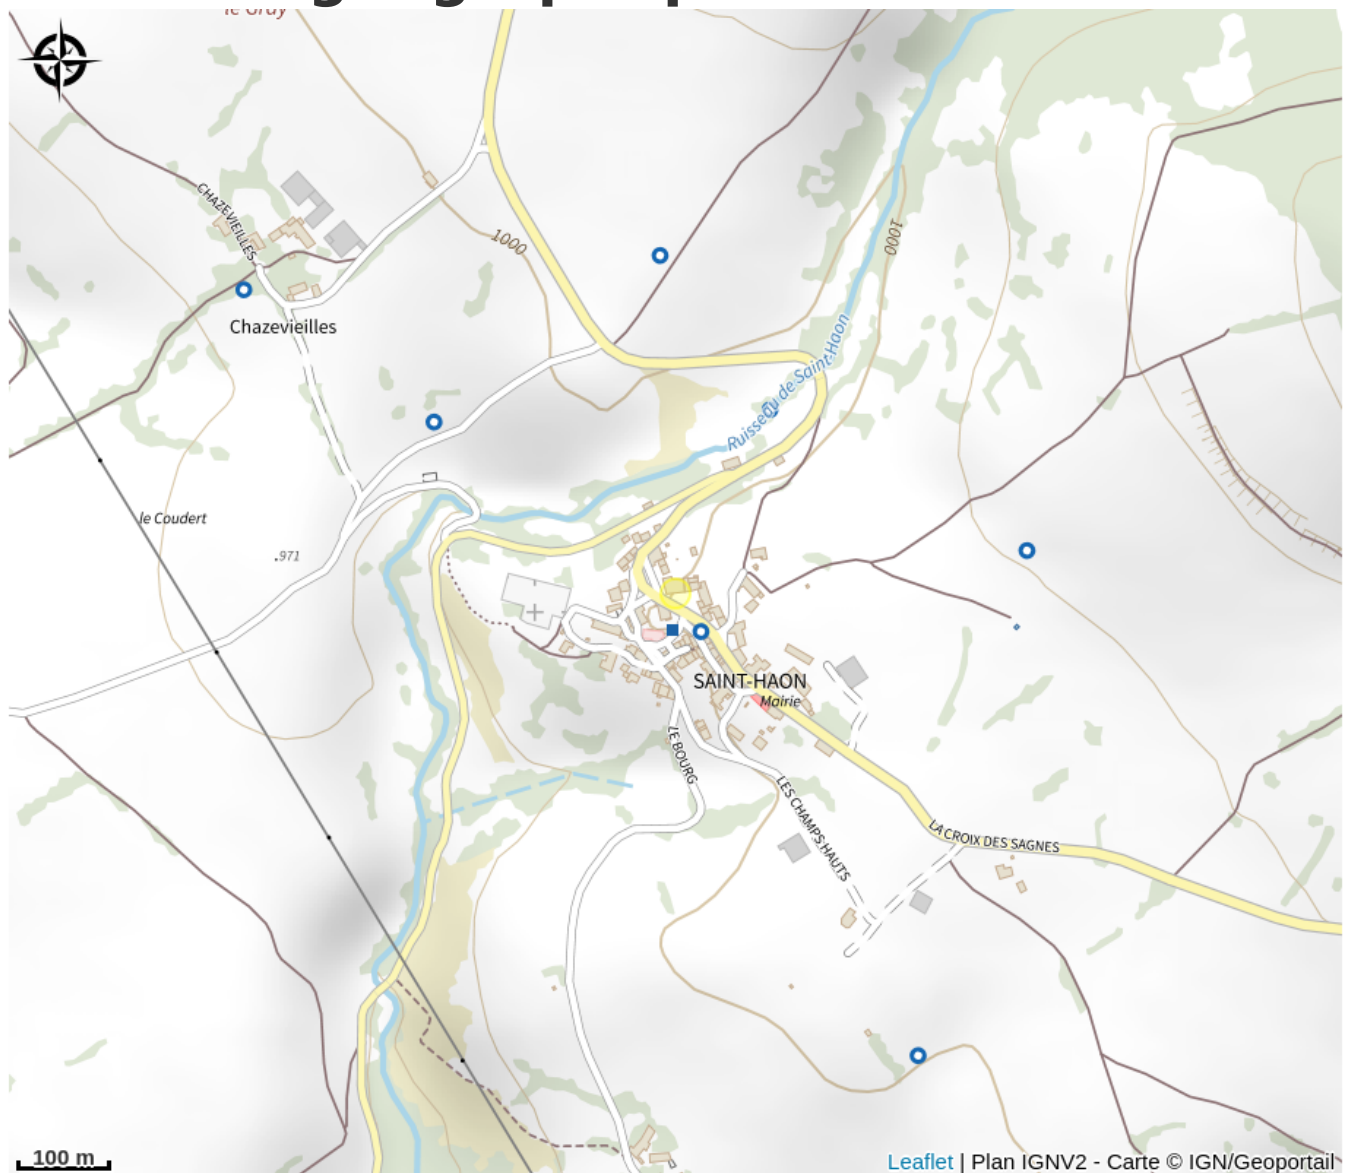 le Gray
CHAZEVIEILLES
1000
1000
Chazevieilles
Ruisseau de Saint-Haon
le Coudert
.971
SAINT-HAON
Mairie
LE BOURG
LES CHAMPS HAUTS
LA CROIX DES SAGNES
100 m
Leaflet | Plan IGNV2 - Carte © IGN/Geoportail